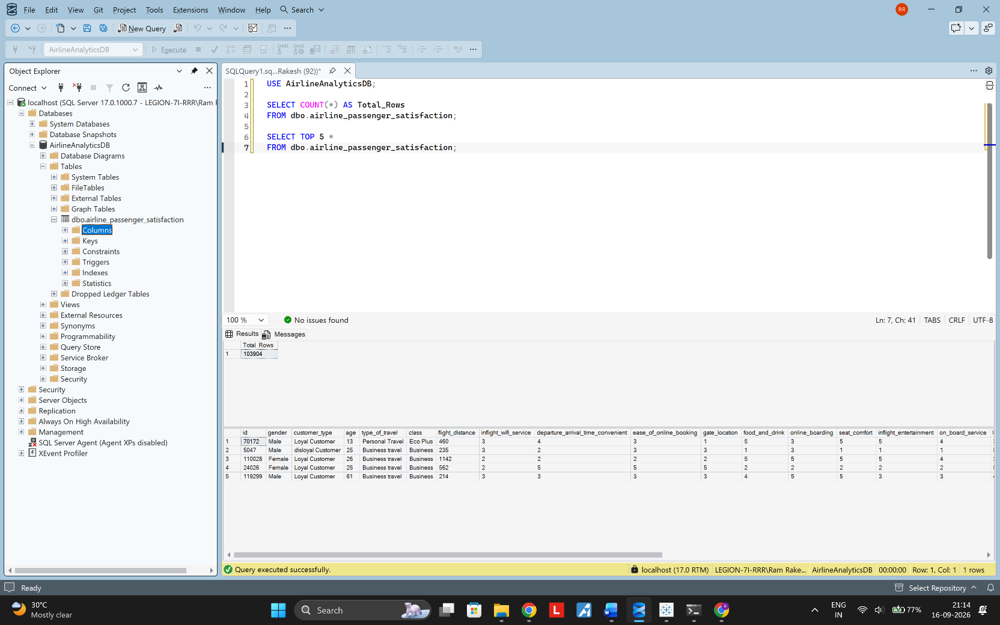 File Edit View Git Project Tools Extensions Window Help Search RR
New Query
AirlineAnalyticsDB Execute
Object Explorer
Connect
localhost (SQL Server 17.0.1000.7 - LEGION-7I-RRR\Ram R
Databases
System Databases
Database Snapshots
AirlineAnalyticsDB
Database Diagrams
Tables
System Tables
FileTables
External Tables
Graph Tables
dbo.airline_passenger_satisfaction
Columns
Keys
Constraints
Triggers
Indexes
Statistics
Dropped Ledger Tables
Views
External Resources
Synonyms
Programmability
Query Store
Service Broker
Storage
Security
Security
Server Objects
Replication
Always On High Availability
Management
SQL Server Agent (Agent XPs disabled)
XEvent Profiler
SQLQuery1.sq...Rakesh (92))*
1 USE AirlineAnalyticsDB;
2
3 SELECT COUNT(*) AS Total_Rows
4 FROM dbo.airline_passenger_satisfaction;
5
6 SELECT TOP 5 *
7 FROM dbo.airline_passenger_satisfaction;
100 % No issues found Ln: 7, Ch: 41 TABS CRLF UTF-8
Results Messages
Total_Rows
1 103904
id gender customer_type age type_of_travel class flight_distance inflight_wifi_service departure_arrival_time_convenient ease_of_online_booking gate_location food_and_drink online_boarding seat_comfort inflight_entertainment on_board_service
1 70172 Male Loyal Customer 13 Personal Travel Eco Plus 460 3 4 3 1 5 3 5 5 4
2 5047 Male disloyal Customer 25 Business travel Business 235 3 2 3 3 1 3 1 1 1
3 110028 Female Loyal Customer 26 Business travel Business 1142 2 2 2 2 5 5 5 5 4
4 24026 Female Loyal Customer 25 Business travel Business 562 2 5 5 5 2 2 2 2 2
5 119299 Male Loyal Customer 61 Business travel Business 214 3 3 3 3 4 5 5 3 3
Query executed successfully. localhost (17.0 RTM) LEGION-7I-RRR\Ram Rake... AirlineAnalyticsDB 00:00:00 Row: 1, Col: 1 1 rows
Ready Select Repository
30°C
Mostly clear
Search
L
ENG
IN
77%
21:14
16-09-2026